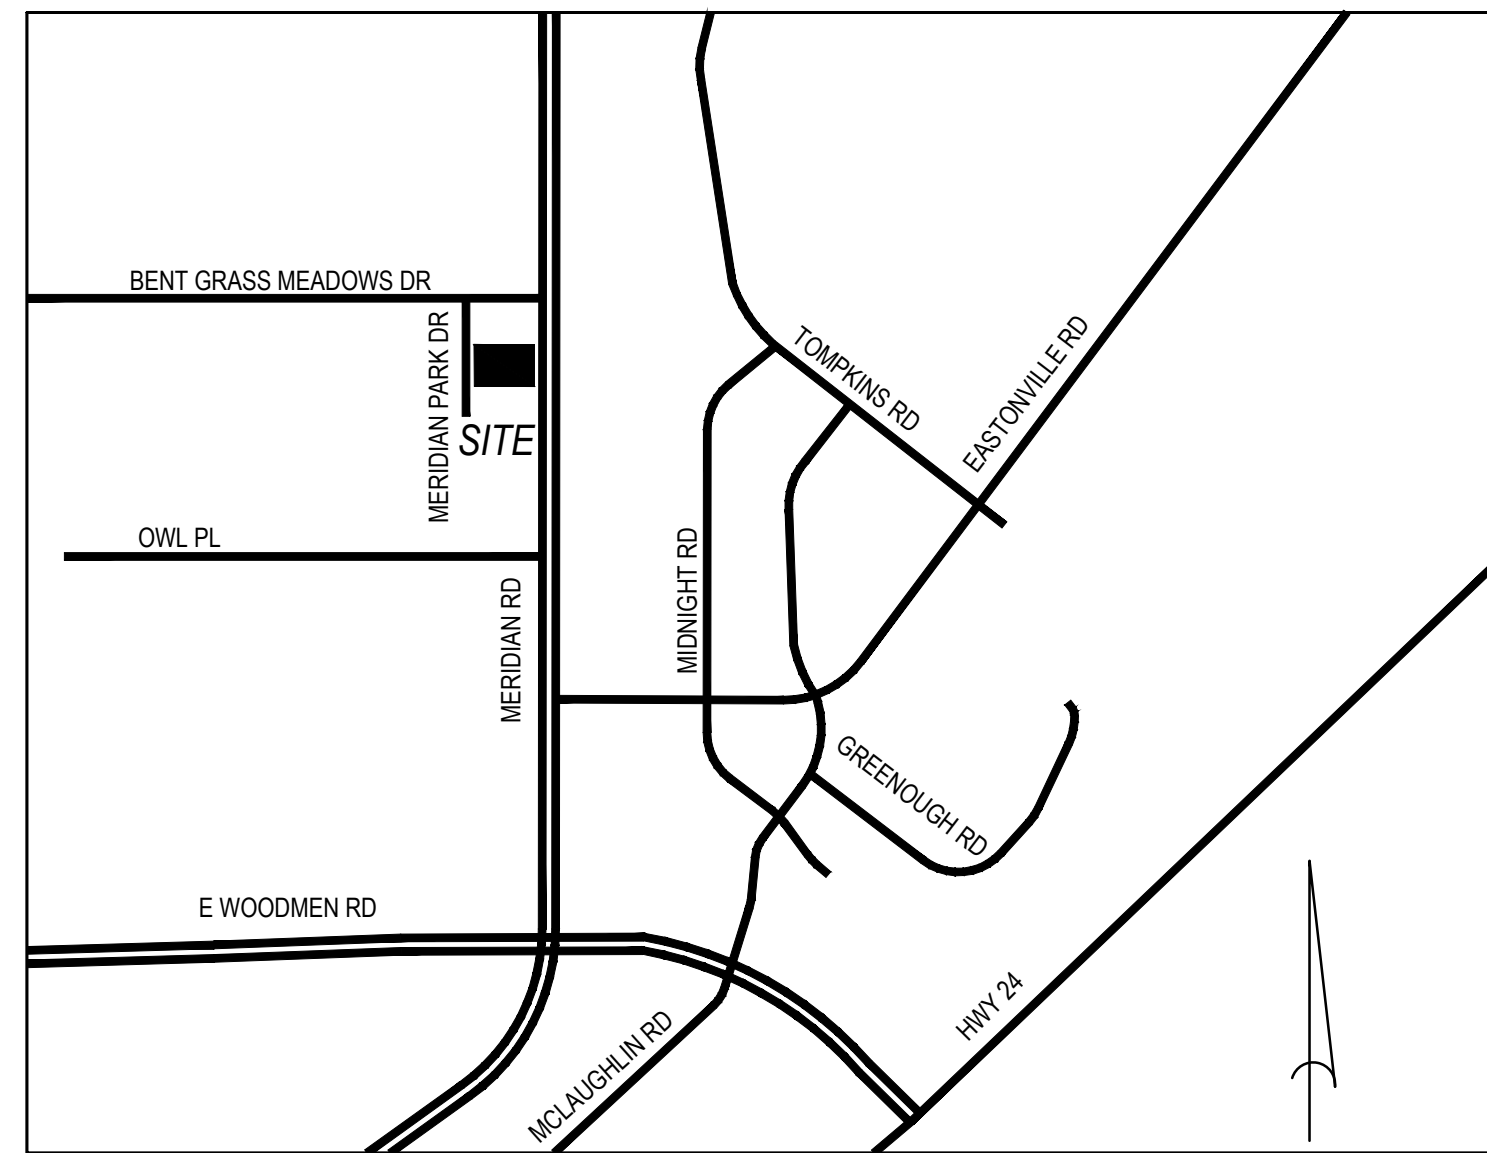 BENT GRASS MEADOWS DR
MERIDIAN PARK DR
SITE
TOMPKINS RD
EASTONVILLE RD
OWL PL
MERIDIAN RD
MIDNIGHT RD
GREENOUGH RD
E WOODMEN RD
HWY 24
MCLAUGHLIN RD